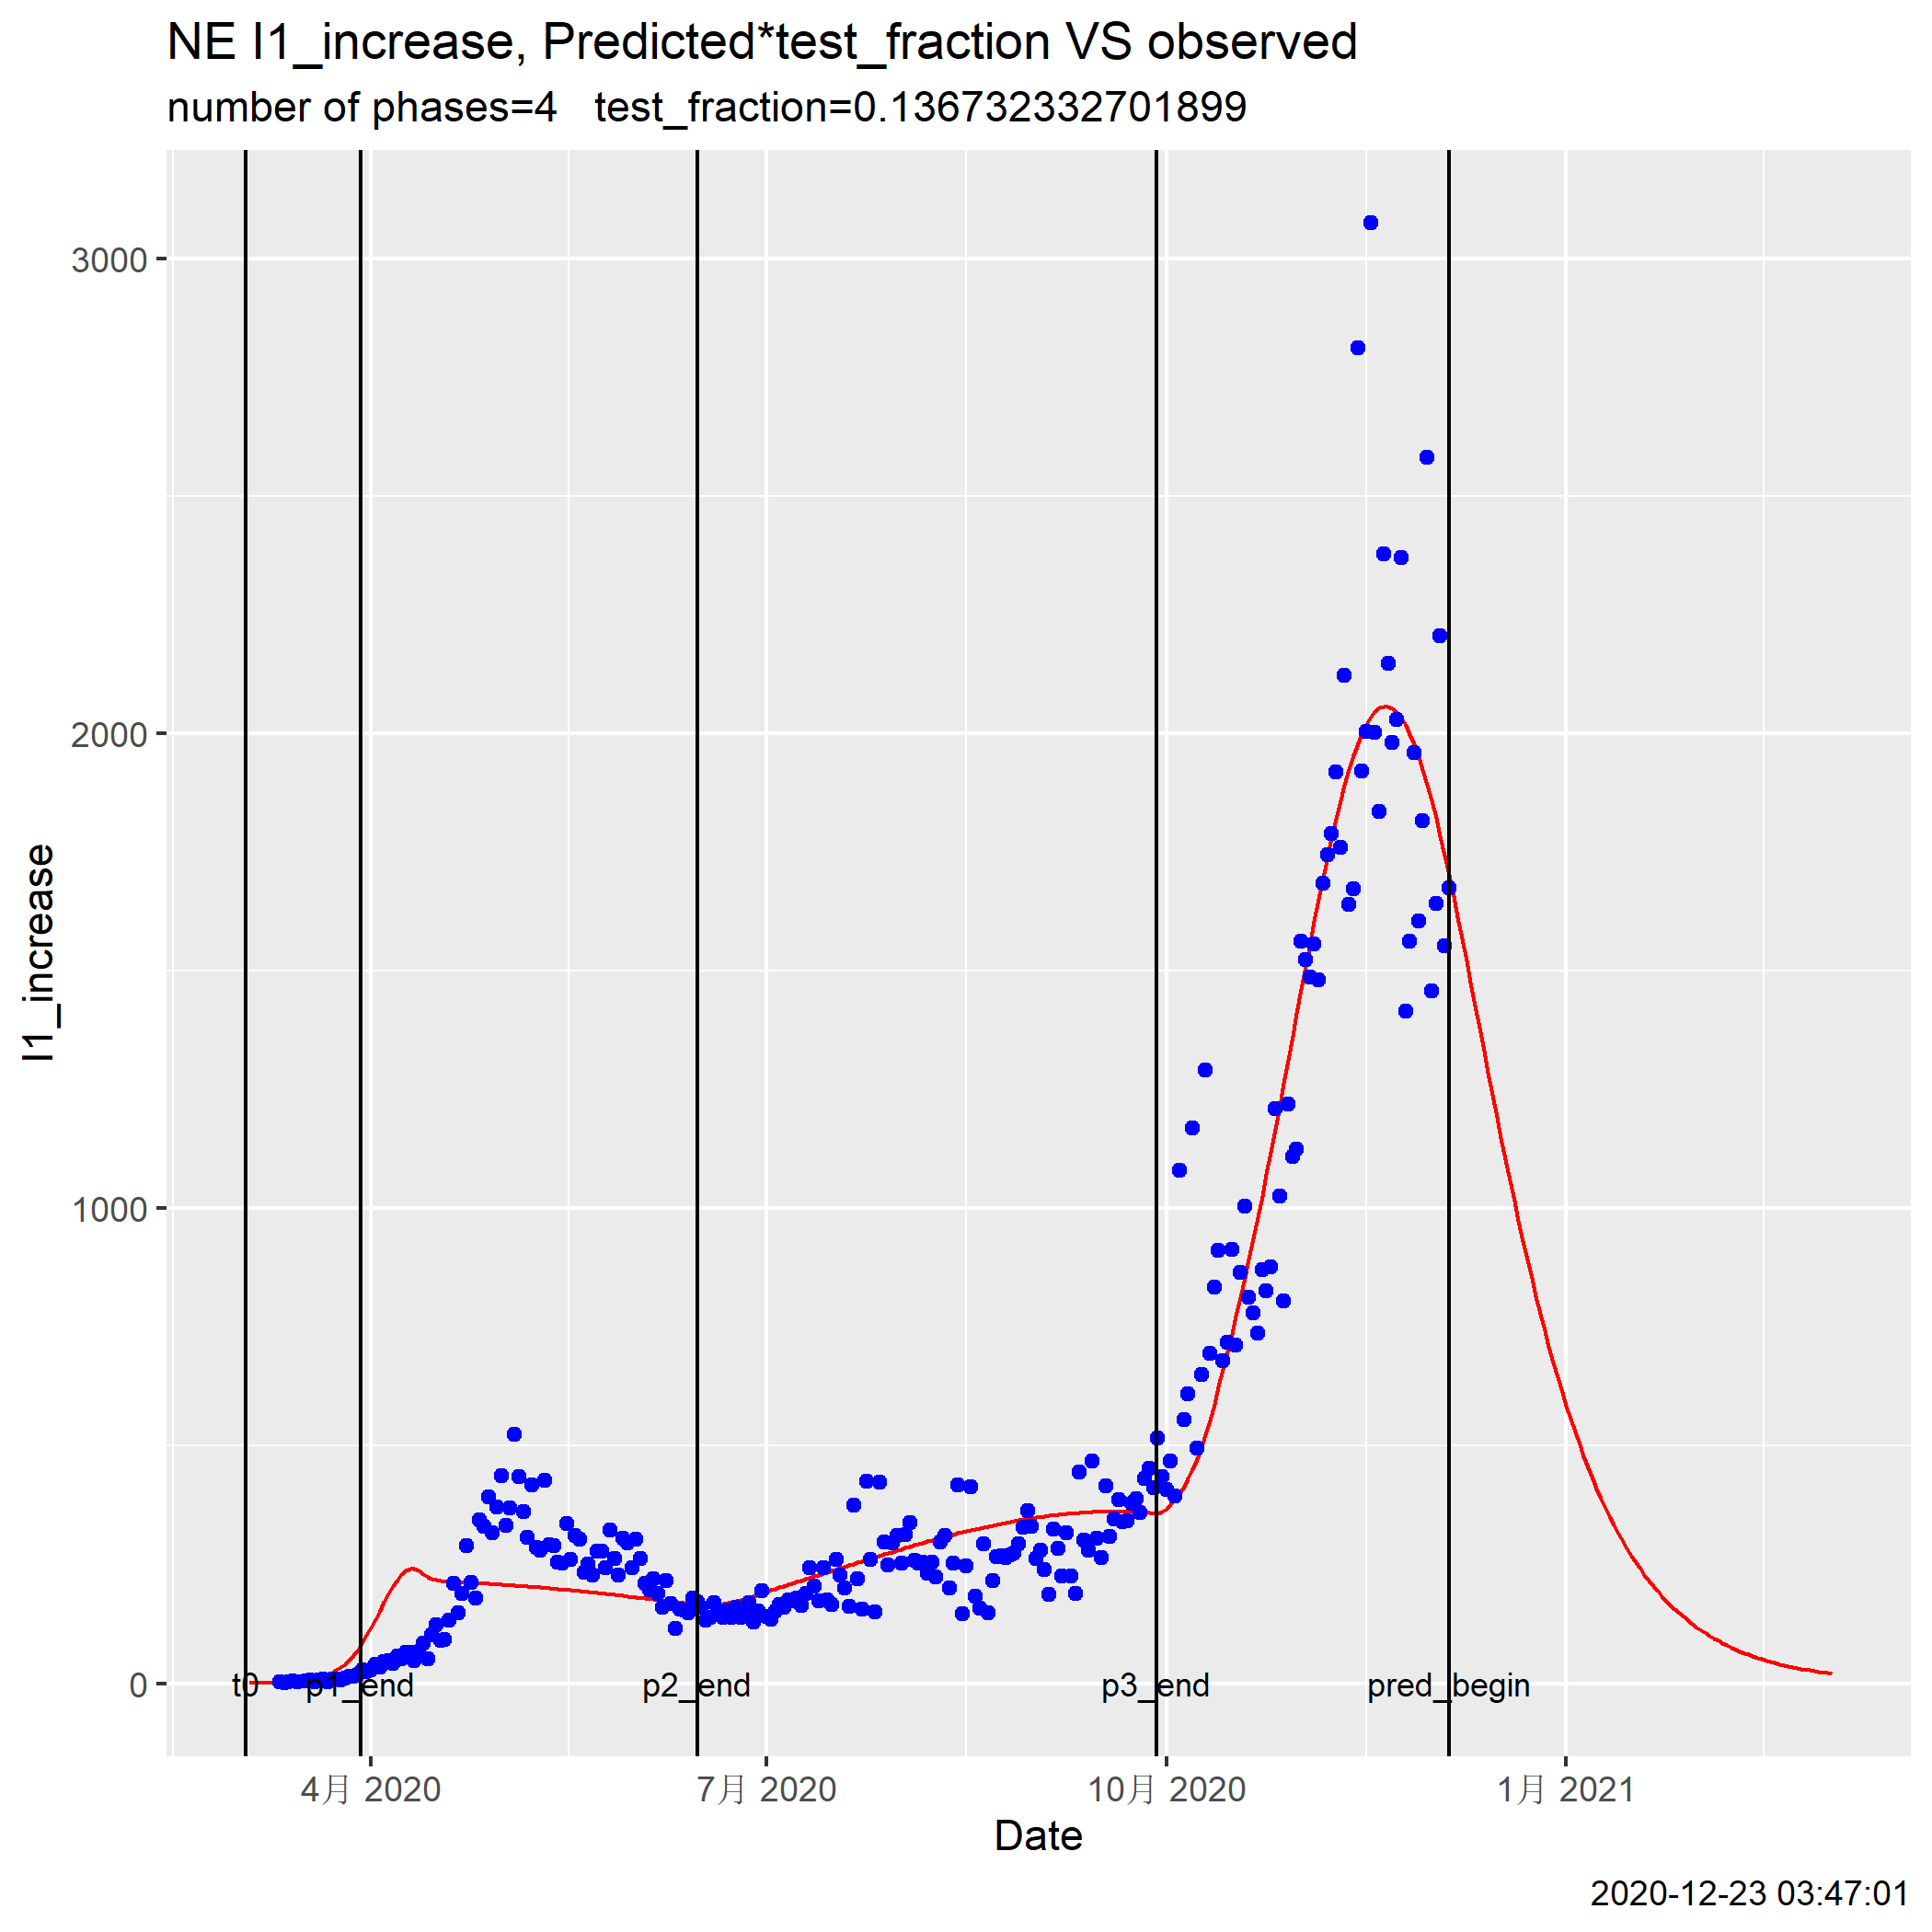 NE I1_increase, Predicted*test_fraction VS observed
number of phases=4 test_fraction=0.136732332701899
I1_increase
3000
2000
1000
0
t0 p1_end p2_end p3_end pred_begin
4月 2020 7月 2020 10月 2020 1月 2021
Date
2020-12-23 03:47:01